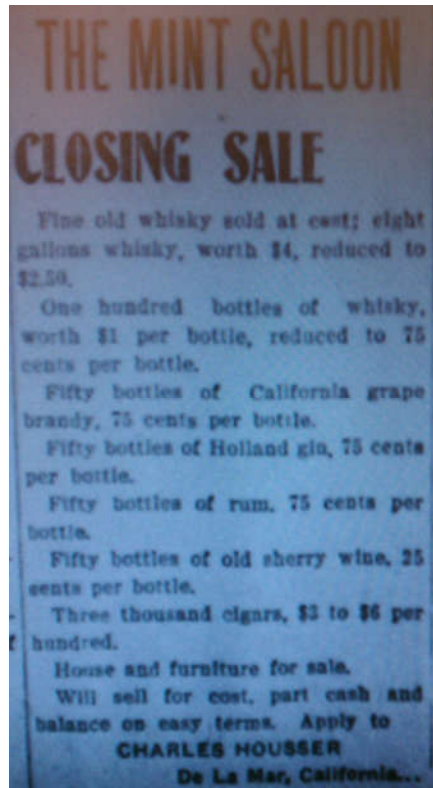 THE MINT SALOON
CLOSING SALE
Fine old whisky sold at cost; eight
gallons whisky, worth $4, reduced to
$2.50.
One hundred bottles of whisky,
worth $1 per bottle, reduced to 75
cents per bottle.
Fifty bottles of California grape
brandy, 75 cents per bottle.
Fifty bottles of Holland gin, 75 cents
per bottle.
Fifty bottles of rum, 75 cents per
bottle.
Fifty bottles of old sherry wine, 25
cents per bottle.
Three thousand cigars, $3 to $6 per
hundred.
House and furniture for sale.
Will sell for cost, part cash and
balance on easy terms. Apply to
CHARLES HOUSSER
De La Mar, California...